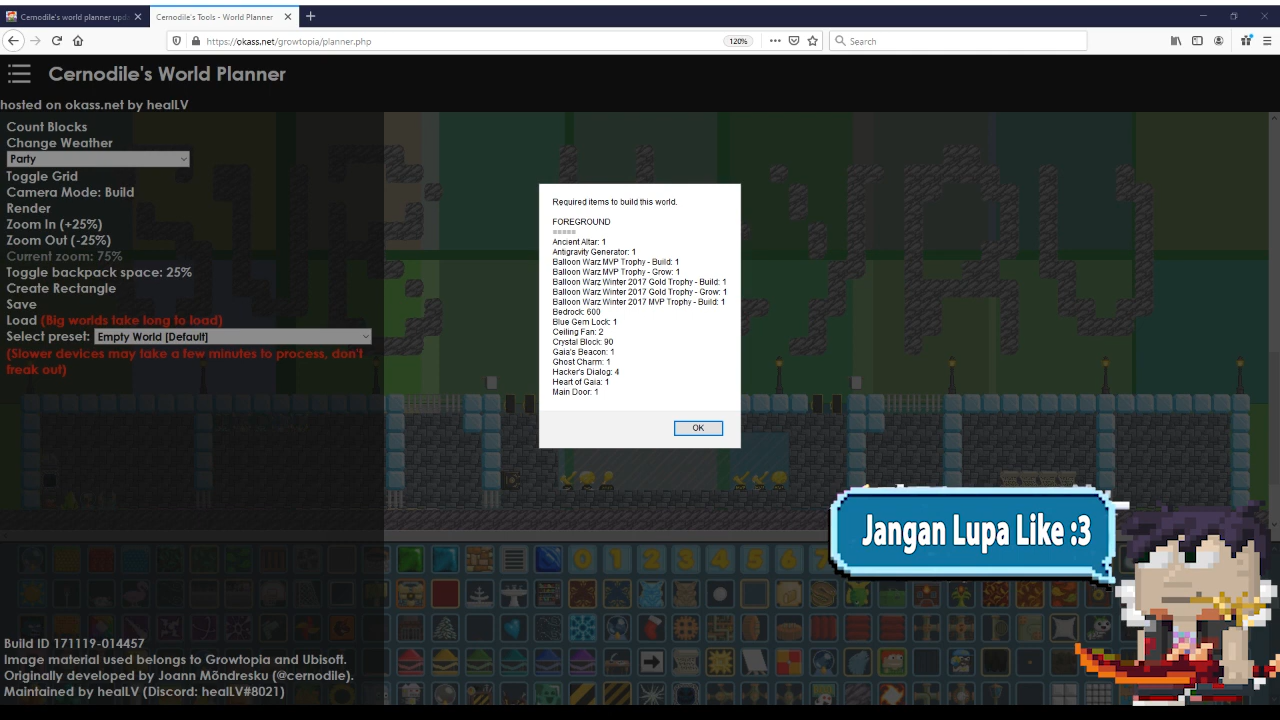 Cernodile's world planner upda
Cernodile's Tools - World Planner
https://okass.net/growtopia/planner.php
120%
Search
Cernodile's World Planner
hosted on okass.net by healLV
Count Blocks
Change Weather
Party
Toggle Grid
Camera Mode: Build
Render
Zoom In (+25%)
Zoom Out (-25%)
Current zoom: 75%
Toggle backpack space: 25%
Create Rectangle
Save
Load (Big worlds take long to load)
Select preset: Empty World [Default]
(Slower devices may take a few minutes to process, don't
freak out)
Required items to build this world.
FOREGROUND
=====
Ancient Altar: 1
Antigravity Generator: 1
Balloon Warz MVP Trophy - Build: 1
Balloon Warz MVP Trophy - Grow: 1
Balloon Warz Winter 2017 Gold Trophy - Build: 1
Balloon Warz Winter 2017 Gold Trophy - Grow: 1
Balloon Warz Winter 2017 MVP Trophy - Build: 1
Bedrock: 600
Blue Gem Lock: 1
Ceiling Fan: 2
Crystal Block: 90
Gaia's Beacon: 1
Ghost Charm: 1
Hacker's Dialog: 4
Heart of Gaia: 1
Main Door: 1
OK
Jangan Lupa Like :3
0 1 2 3 4 5 6 7
Build ID 171119-014457
Image material used belongs to Growtopia and Ubisoft.
Originally developed by Joann Mõndresku (@cernodile).
Maintained by healLV (Discord: healLV#8021)